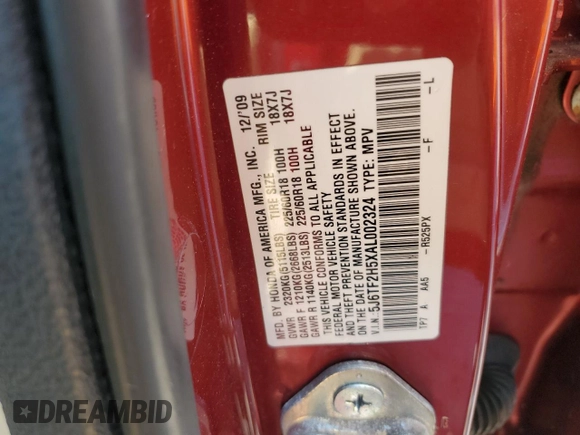 MFD. BY HONDA OF AMERICA MFG., INC. 12/'09
TIRE SIZE RIM SIZE
GVWR 2320KG(5115LBS) 225/60R18 100H 18X7J
GAWR F 1210KG(2668LBS) 225/60R18 100H 18X7J
GAWR R 1140KG(2513LBS)
THIS VEHICLE CONFORMS TO ALL APPLICABLE
FEDERAL MOTOR VEHICLE SAFETY
AND THEFT PREVENTION STANDARDS IN EFFECT
ON THE DATE OF MANUFACTURE SHOWN ABOVE.
V.I.N.: 5J6TF2H5XAL002324 TYPE: MPV
TP7 A AA5 - R525PX - F - L
DREAMBID